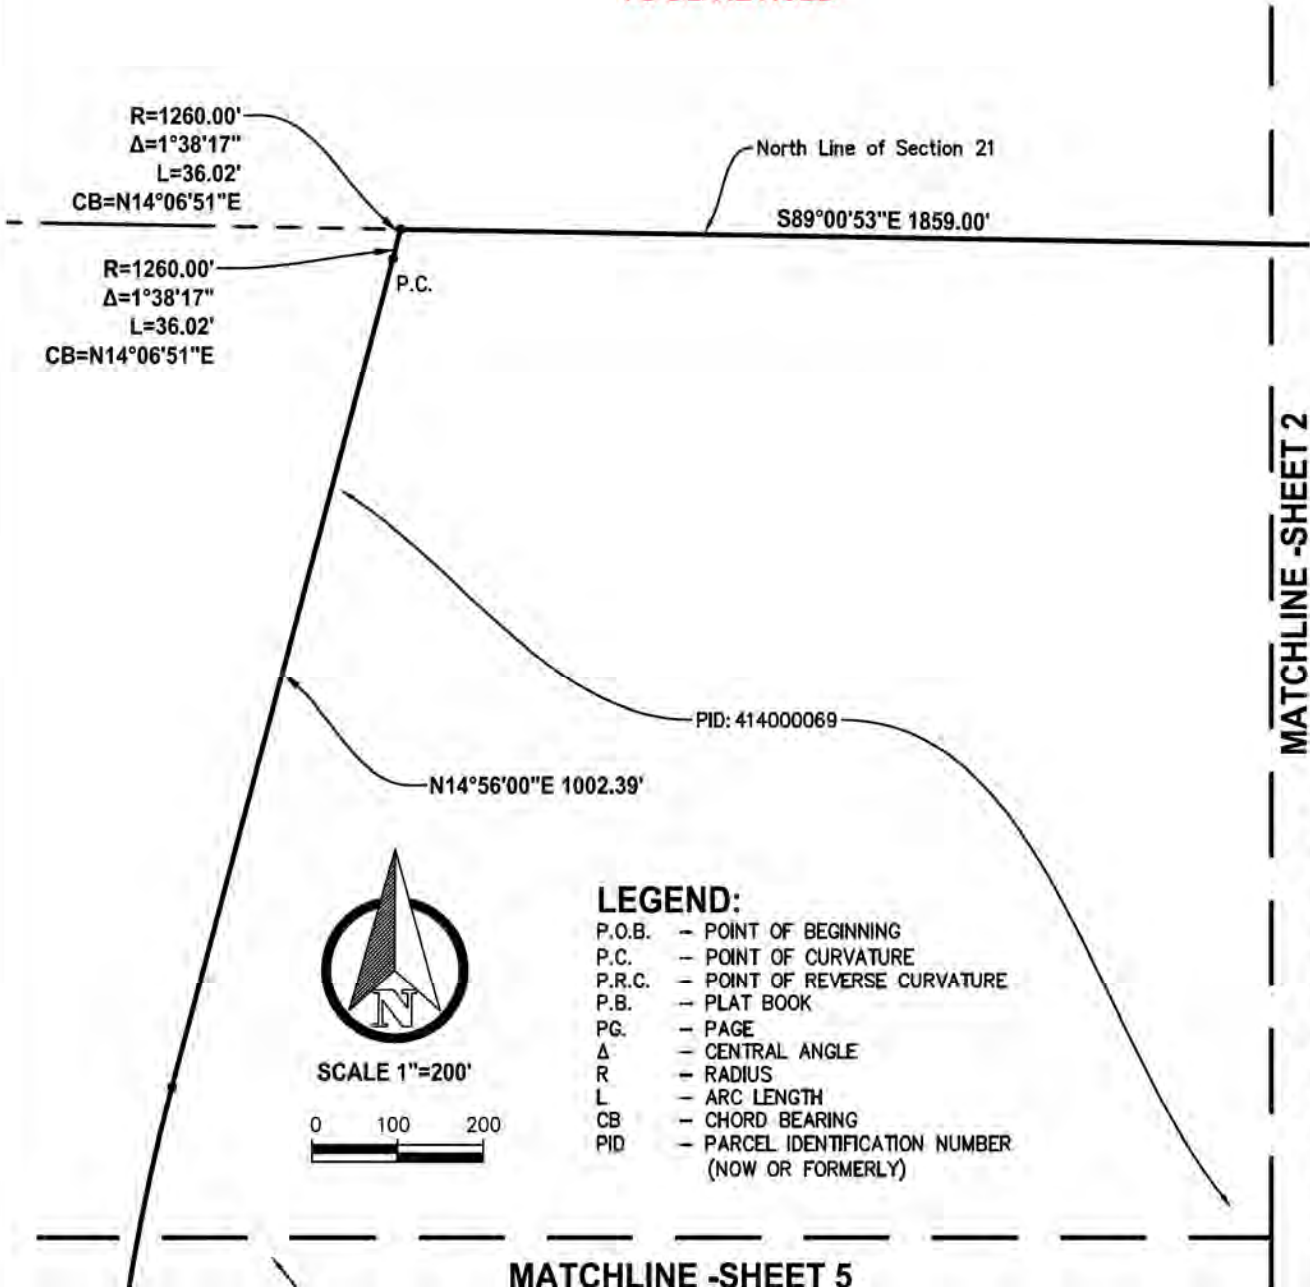 R=1260.00'
Δ=1°38'17"
L=36.02'
CB=N14°06'51"E
North Line of Section 21
S89°00'53"E 1859.00'
R=1260.00'
Δ=1°38'17"
L=36.02'
CB=N14°06'51"E
P.C.
MATCHLINE -SHEET 2
PID: 414000069
N14°56'00"E 1002.39'
N
SCALE 1"=200'
0 100 200
LEGEND:
P.O.B. – POINT OF BEGINNING
P.C. – POINT OF CURVATURE
P.R.C. – POINT OF REVERSE CURVATURE
P.B. – PLAT BOOK
PG. – PAGE
Δ – CENTRAL ANGLE
R – RADIUS
L – ARC LENGTH
CB – CHORD BEARING
PID – PARCEL IDENTIFICATION NUMBER
(NOW OR FORMERLY)
MATCHLINE -SHEET 5